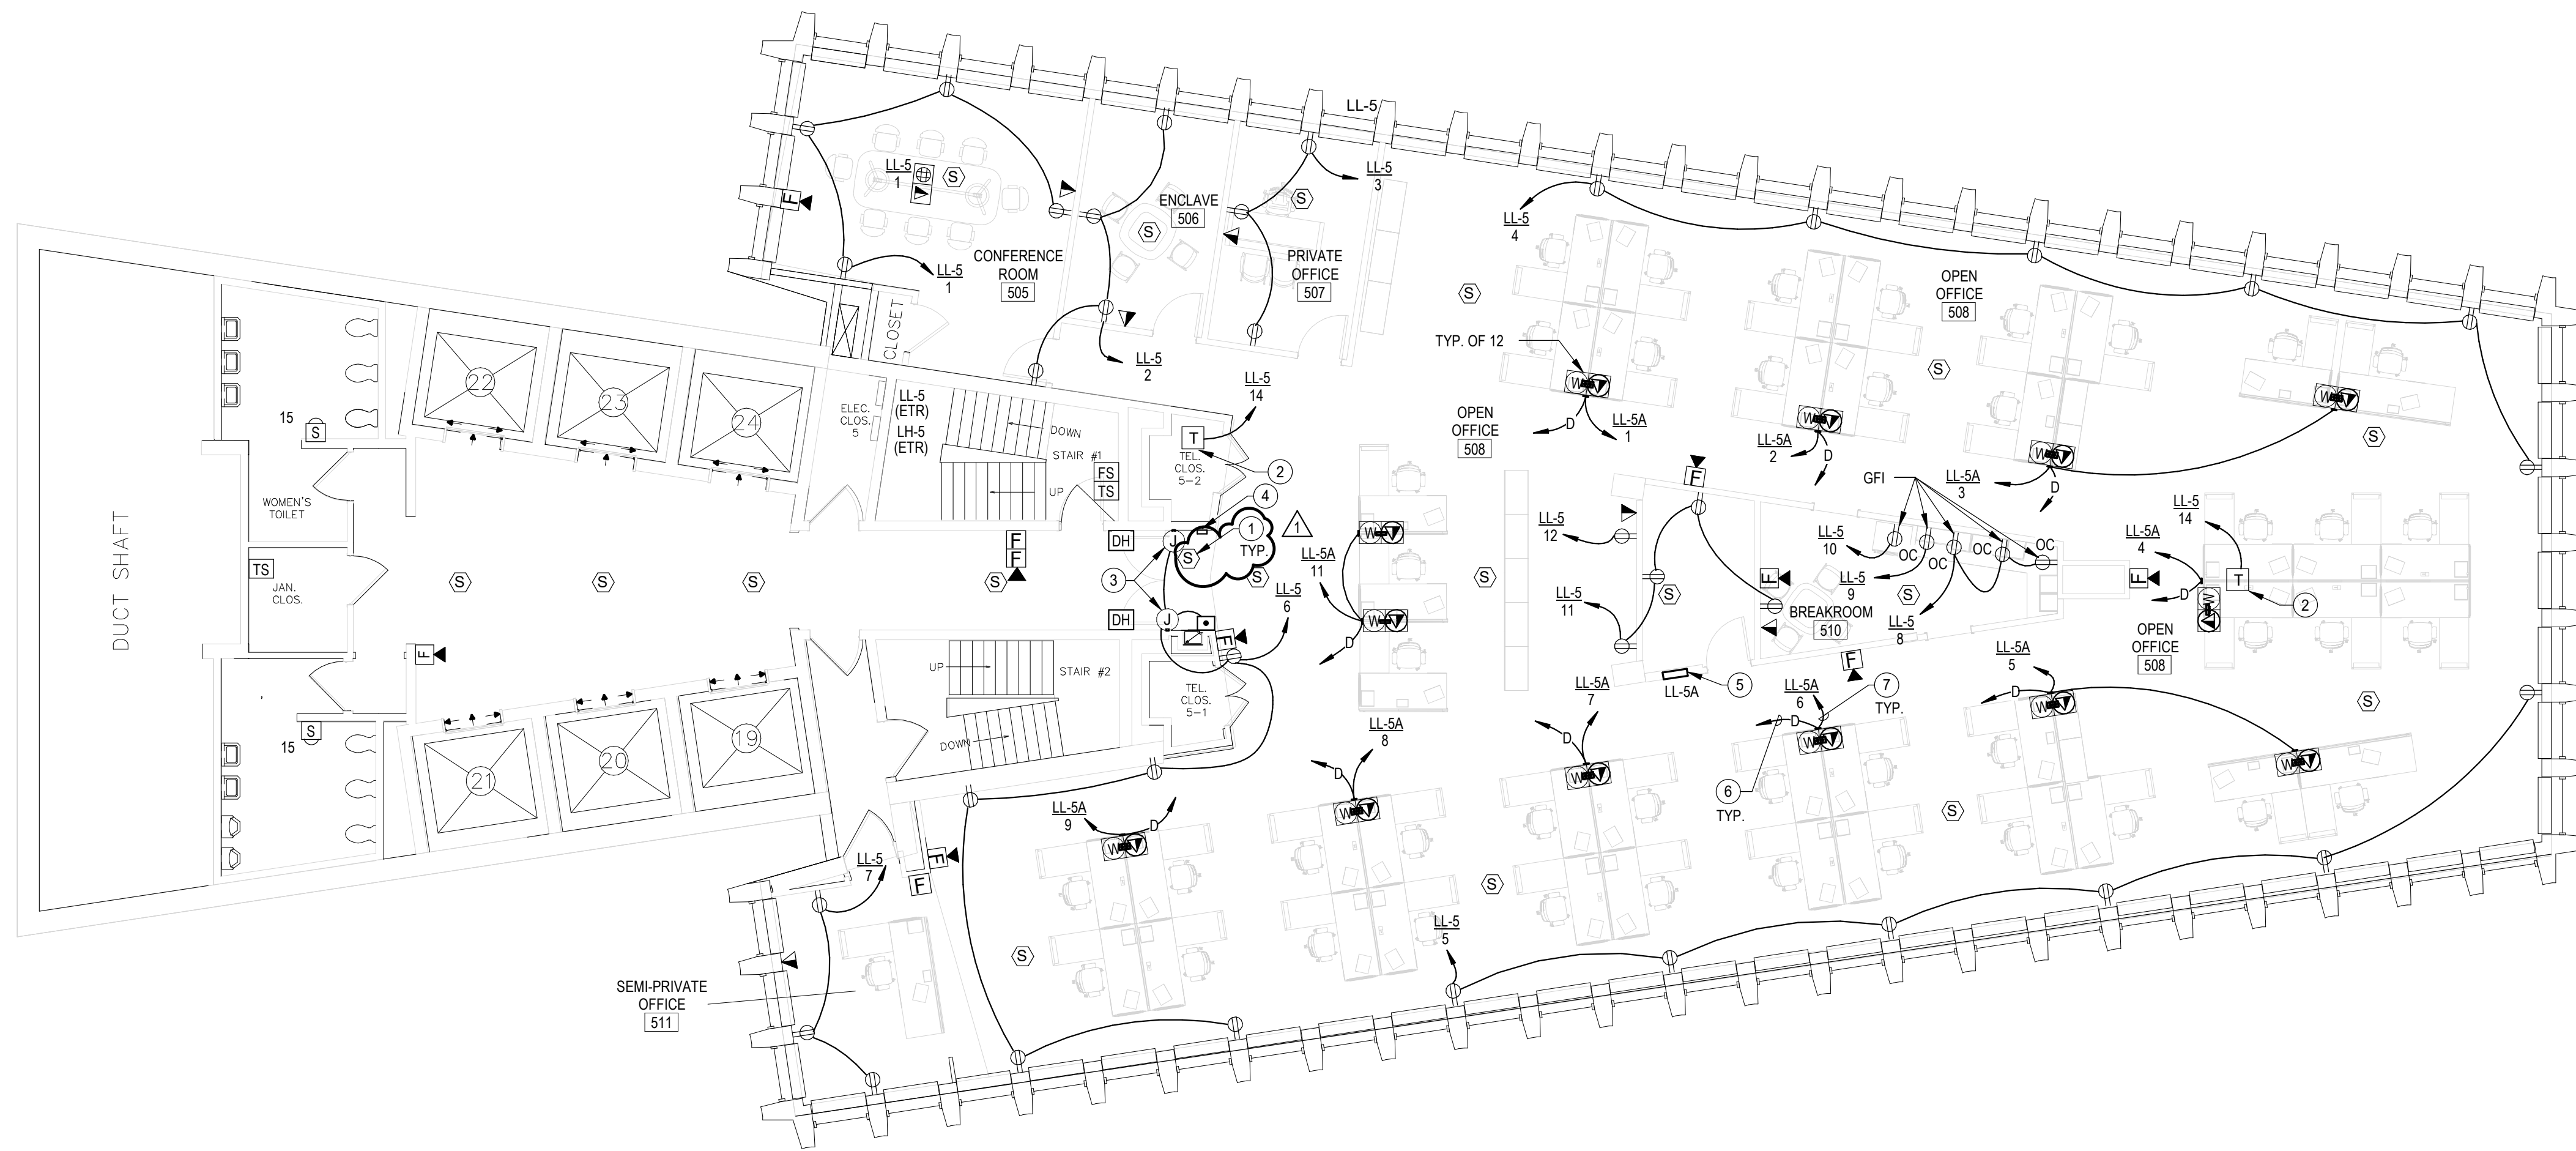 LL-5
LL-5
1
S
F
LL-5
3
ENCLAVE
506
S
S
LL-5
4
CONFERENCE
ROOM
505
LL-5
1
PRIVATE
OFFICE
507
OPEN
OFFICE
508
S
CLOSET
TYP. OF 12
LL-5
2
LL-5
14
22
23
24
ELEC.
CLOS.
5
LL-5
(ETR)
LH-5
(ETR)
DOWN
STAIR #1
UP
FS
TS
T
TEL.
CLOS.
5-2
2
4
1
TYP.
1
3
15
S
WOMEN'S
TOILET
DUCT SHAFT
TS
JAN.
CLOS.
S
S
S
S
F
F
DH
J
S
S
DH
J
F
LL-5
6
F
15
S
UP
STAIR #2
DOWN
TEL.
CLOS.
5-1
21
20
19
OPEN
OFFICE
508
W
D
LL-5A
1
W
LL-5A
2
D
S
W
LL-5A
3
D
W
S
GFI
F
LL-5
12
LL-5
11
S
S
W
LL-5A
11
W
D
F
LL-5
10
OC
OC
OC
OC
LL-5
9
S
LL-5
8
BREAKROOM
510
F
F
LL-5
14
LL-5A
4
D
T
W
2
OPEN
OFFICE
508
LL-5A
5
LL-5A
5
LL-5A
7
LL-5A
6
7
TYP.
D
W
D
W
D
W
W
S
6
TYP.
S
LL-5A
8
D
W
LL-5A
9
D
W
S
S
LL-5
5
LL-5
7
F
F
SEMI-PRIVATE
OFFICE
511